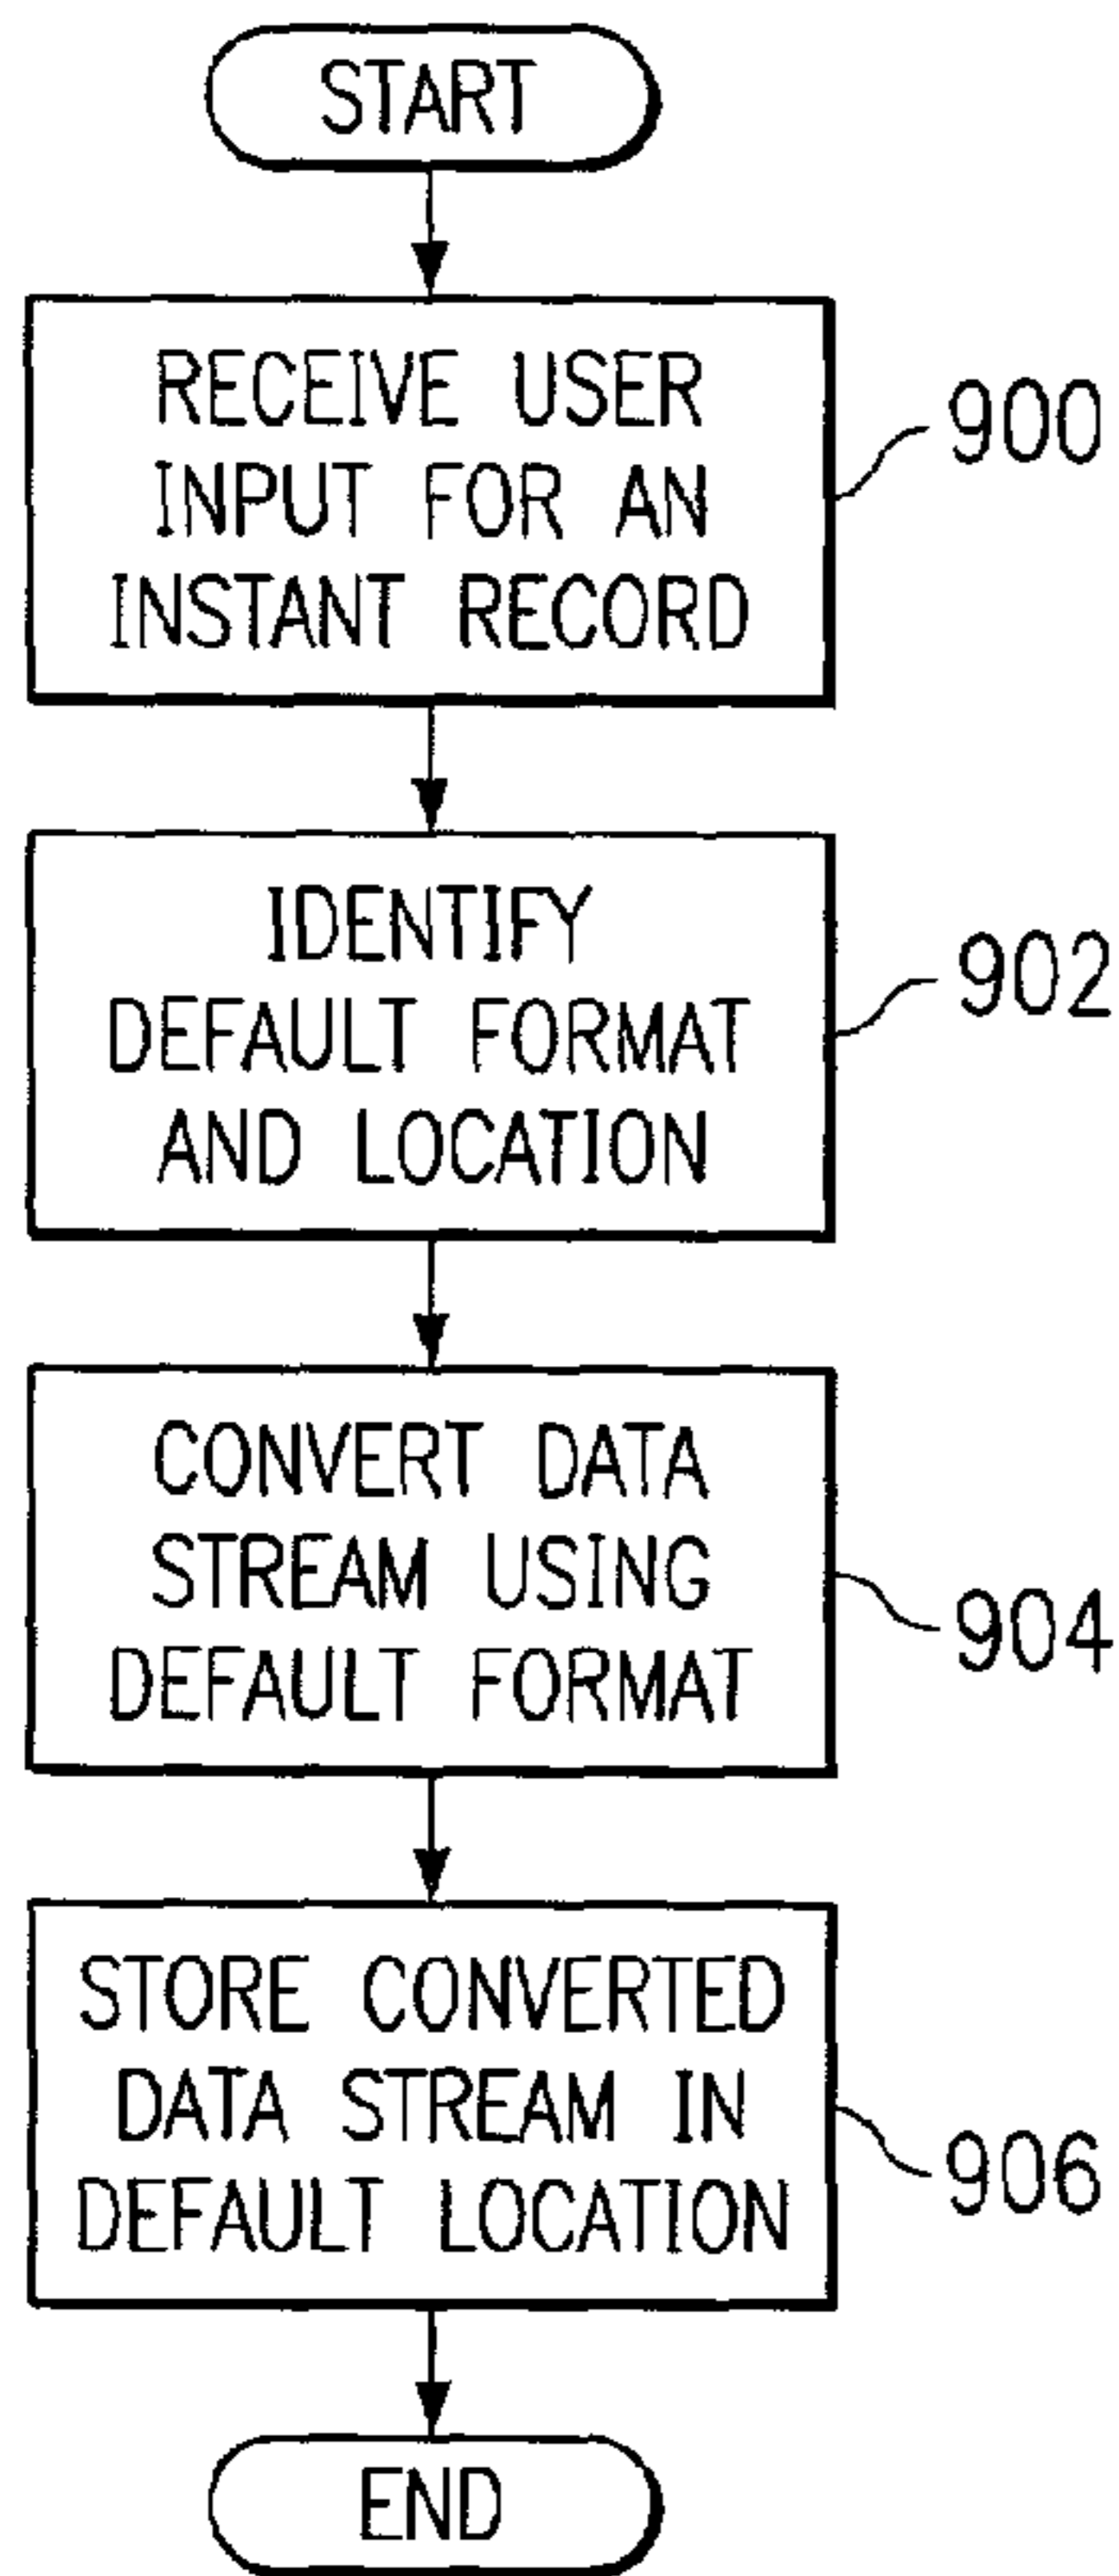 START
RECEIVE USER
INPUT FOR AN
INSTANT RECORD
900
IDENTIFY
DEFAULT FORMAT
AND LOCATION
902
CONVERT DATA
STREAM USING
DEFAULT FORMAT
904
STORE CONVERTED
DATA STREAM IN
DEFAULT LOCATION
906
END